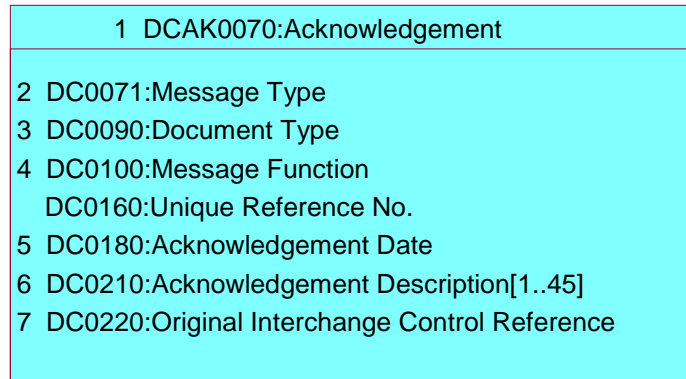 1 DCAK0070:Acknowledgement
2 DC0071:Message Type
3 DC0090:Document Type
4 DC0100:Message Function
DC0160:Unique Reference No.
5 DC0180:Acknowledgement Date
6 DC0210:Acknowledgement Description[1..45]
7 DC0220:Original Interchange Control Reference